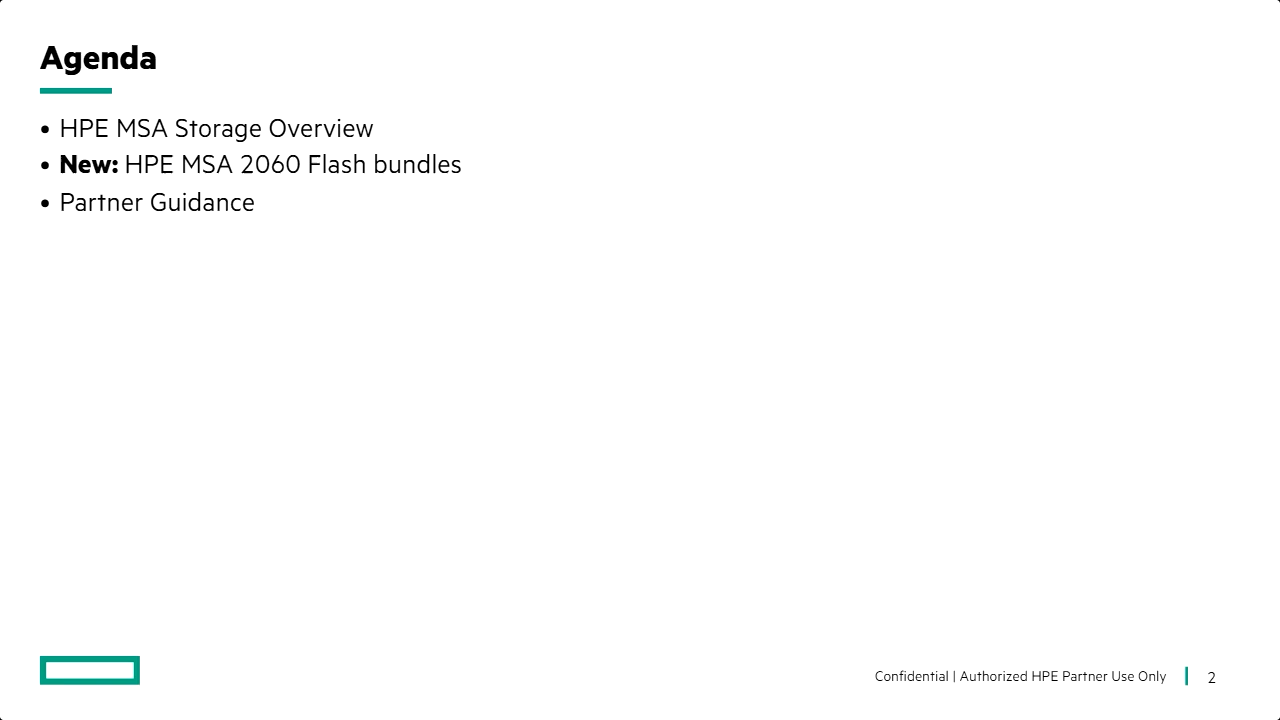 Agenda
• HPE MSA Storage Overview
• New: HPE MSA 2060 Flash bundles
• Partner Guidance
Confidential | Authorized HPE Partner Use Only
2